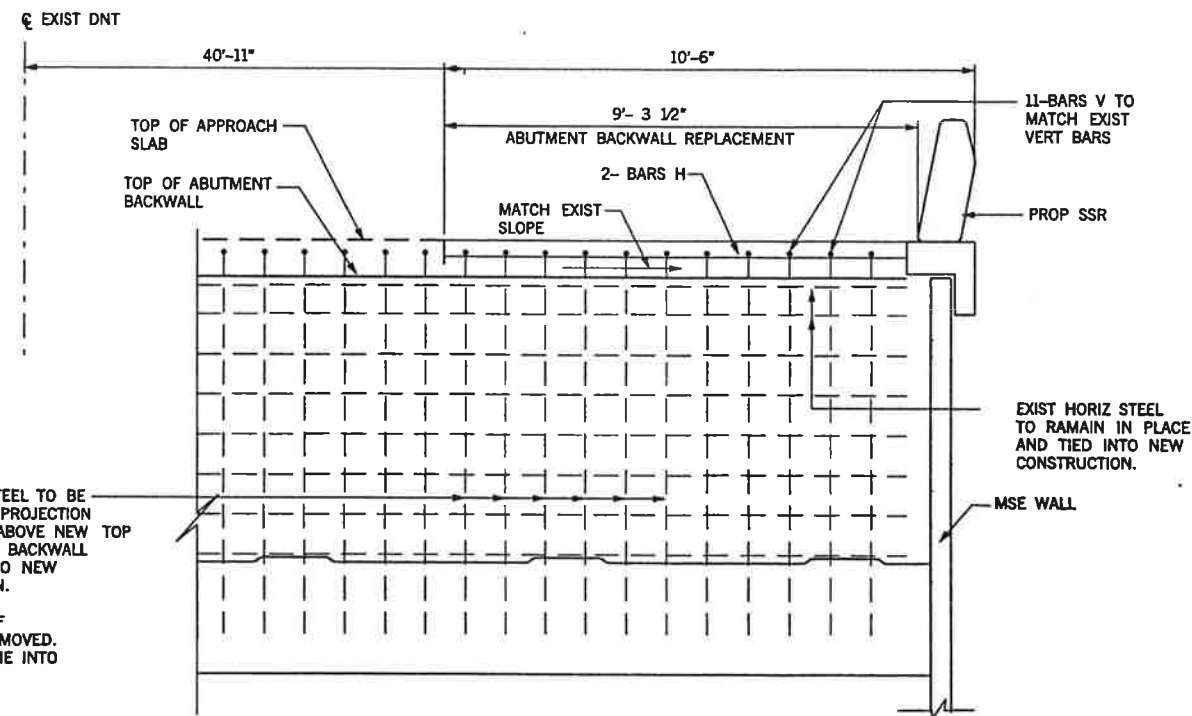 ℄ EXIST DNT
40'-11"
10'-6"
9'- 3 1/2"
ABUTMENT BACKWALL REPLACEMENT
11-BARS V TO
MATCH EXIST
VERT BARS
TOP OF APPROACH
SLAB
TOP OF ABUTMENT
BACKWALL
2- BARS H
MATCH EXIST
SLOPE
PROP SSR
EXIST HORIZ STEEL
TO RAMAIN IN PLACE
AND TIED INTO NEW
CONSTRUCTION.
MSE WALL
TEEL TO BE
PROJECTION
ABOVE NEW TOP
BACKWALL
O NEW
N.
F
MOVED.
IE INTO